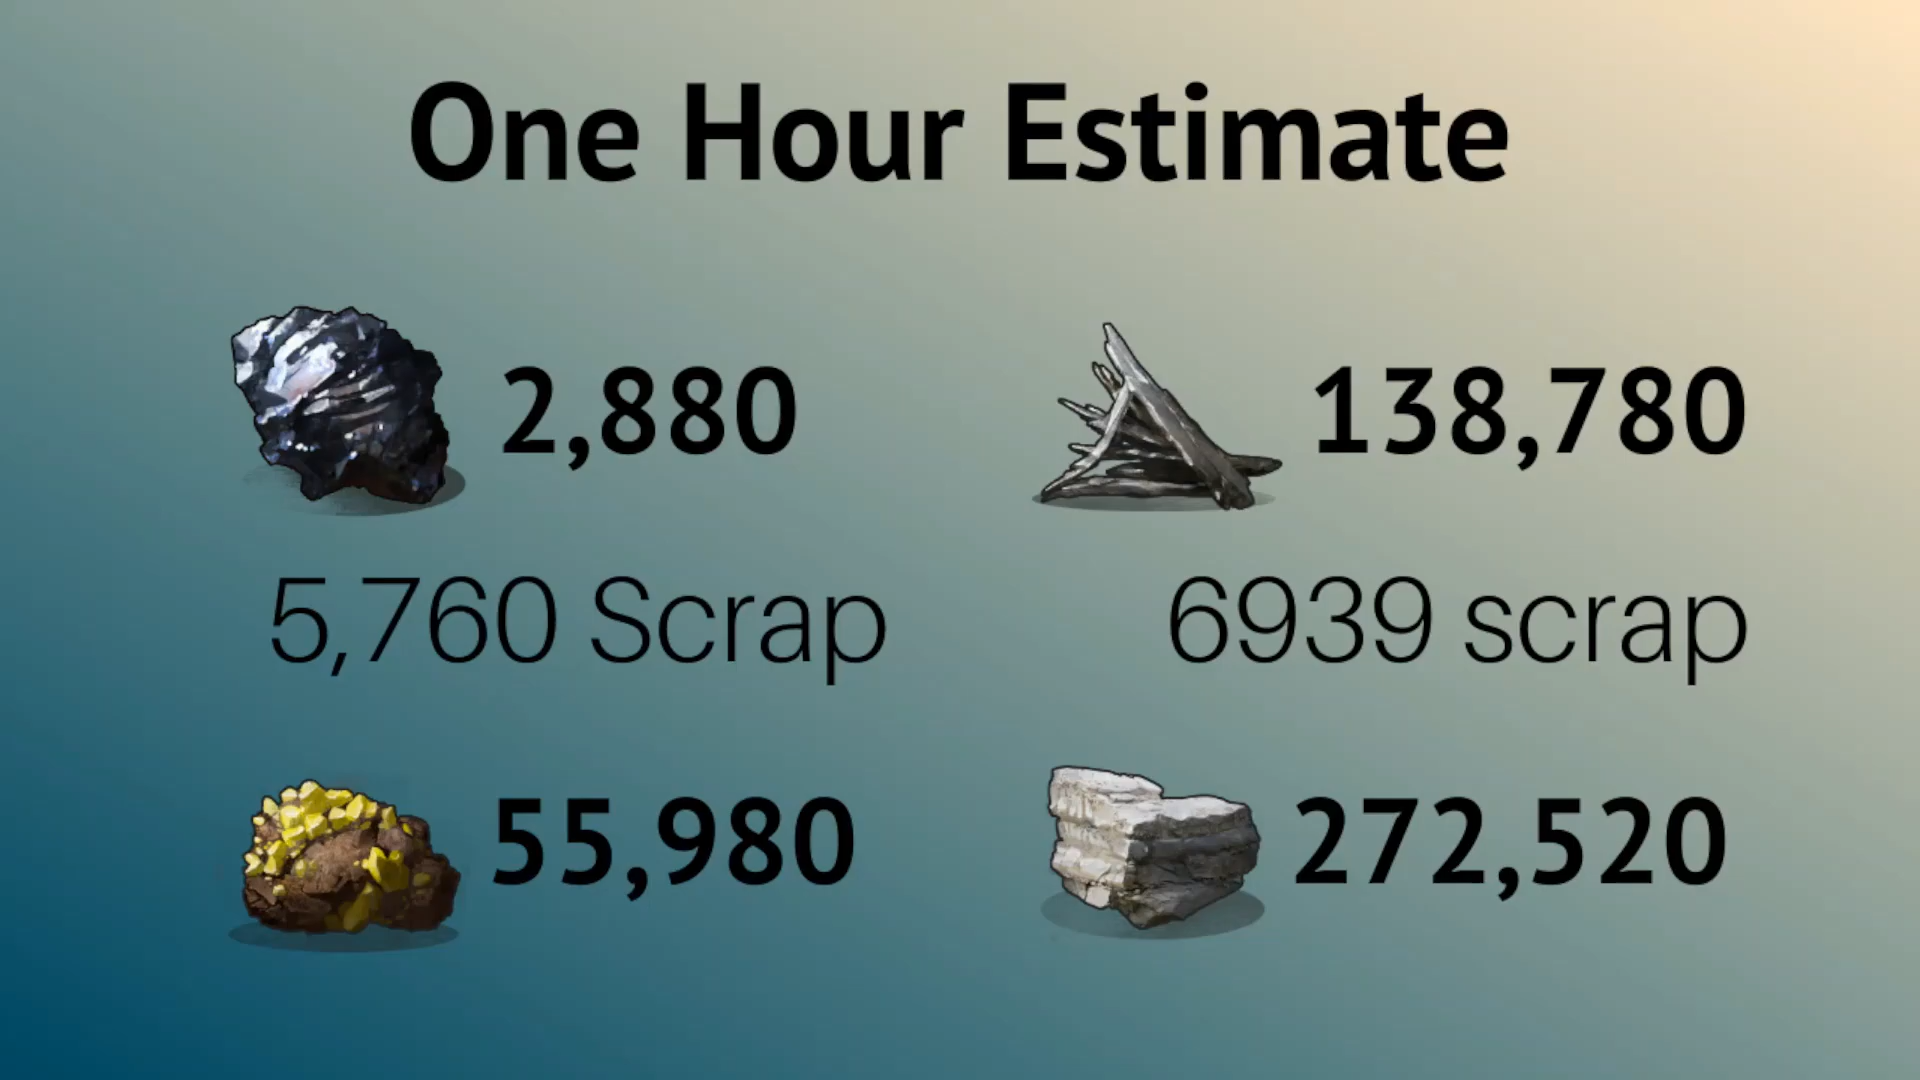 One Hour Estimate
2,880
138,780
5,760 Scrap
6939 scrap
55,980
272,520